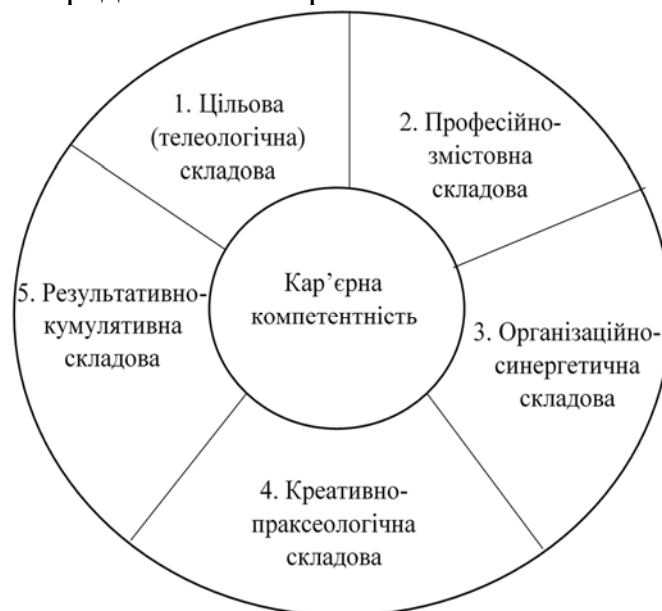 1. Цільова
(телеологічна)
складова
2. Професійно-
змістовна
складова
Кар’єрна
компетентність
3. Організаційно-
синергетична
складова
4. Креативно-
праксеологічна
складова
5. Результативно-
кумулятивна
складова